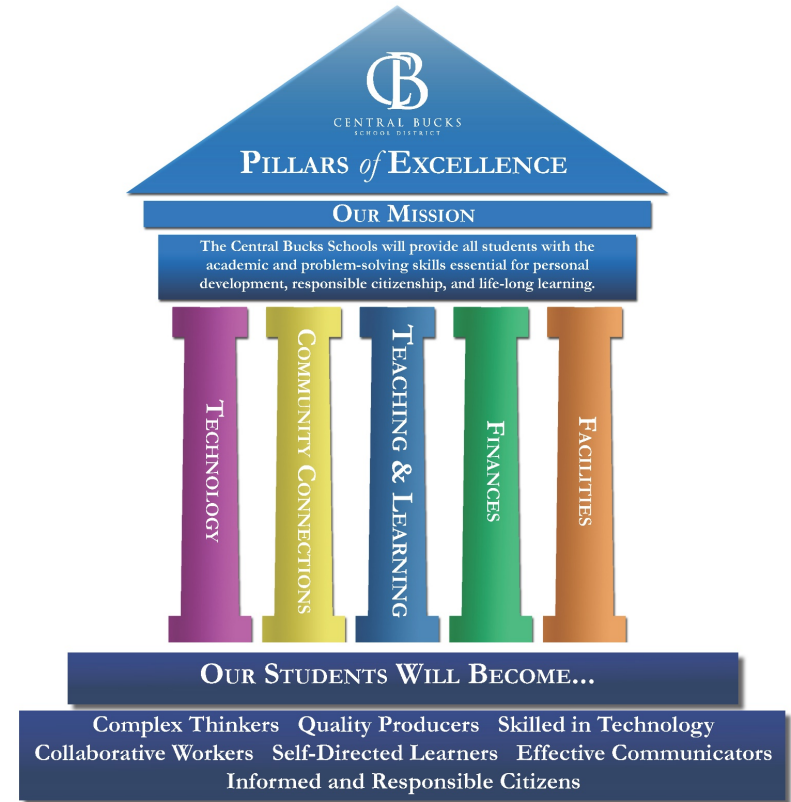 CB
CENTRAL BUCKS
SCHOOL DISTRICT
PILLARS of EXCELLENCE
OUR MISSION
The Central Bucks Schools will provide all students with the
academic and problem-solving skills essential for personal
development, responsible citizenship, and life-long learning.
TECHNOLOGY
COMMUNITY CONNECTIONS
TEACHING & LEARNING
FINANCES
FACILITIES
OUR STUDENTS WILL BECOME...
Complex Thinkers Quality Producers Skilled in Technology
Collaborative Workers Self-Directed Learners Effective Communicators
Informed and Responsible Citizens